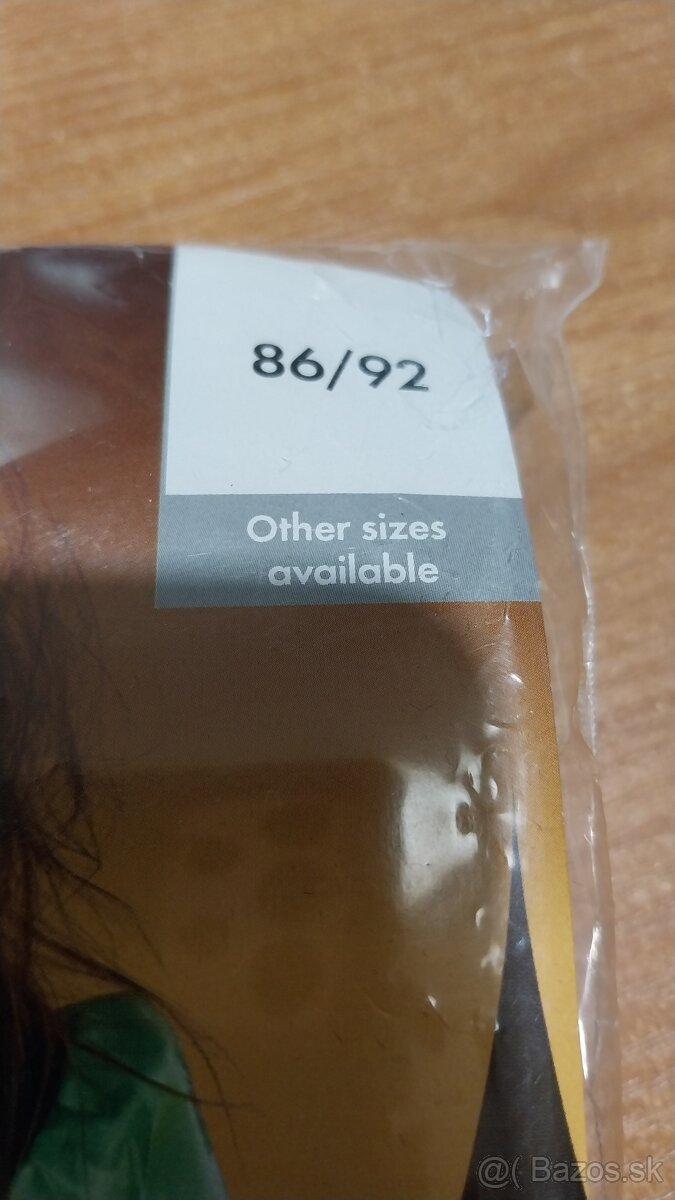 86/92
Other sizes
available
@( Bazos.sk